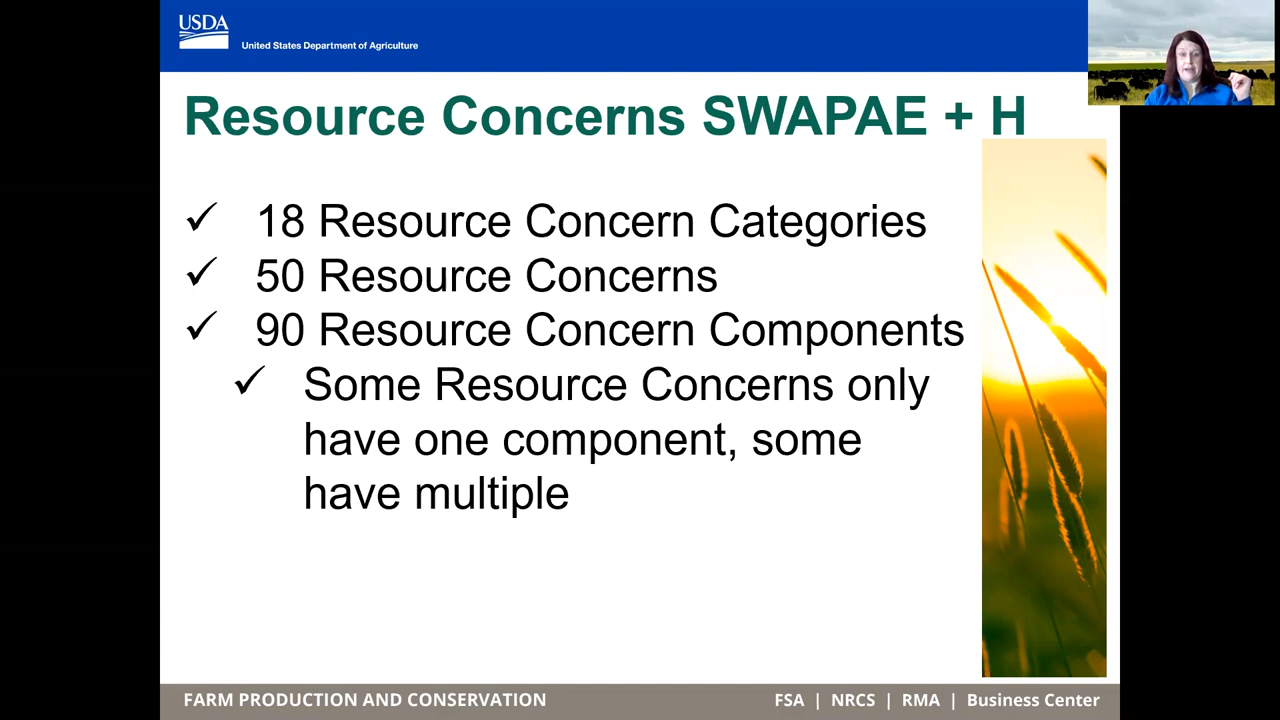 USDA
United States Department of Agriculture
Resource Concerns SWAPAE + H
✓ 18 Resource Concern Categories
✓ 50 Resource Concerns
✓ 90 Resource Concern Components
✓ Some Resource Concerns only
have one component, some
have multiple
FARM PRODUCTION AND CONSERVATION
FSA | NRCS | RMA | Business Center